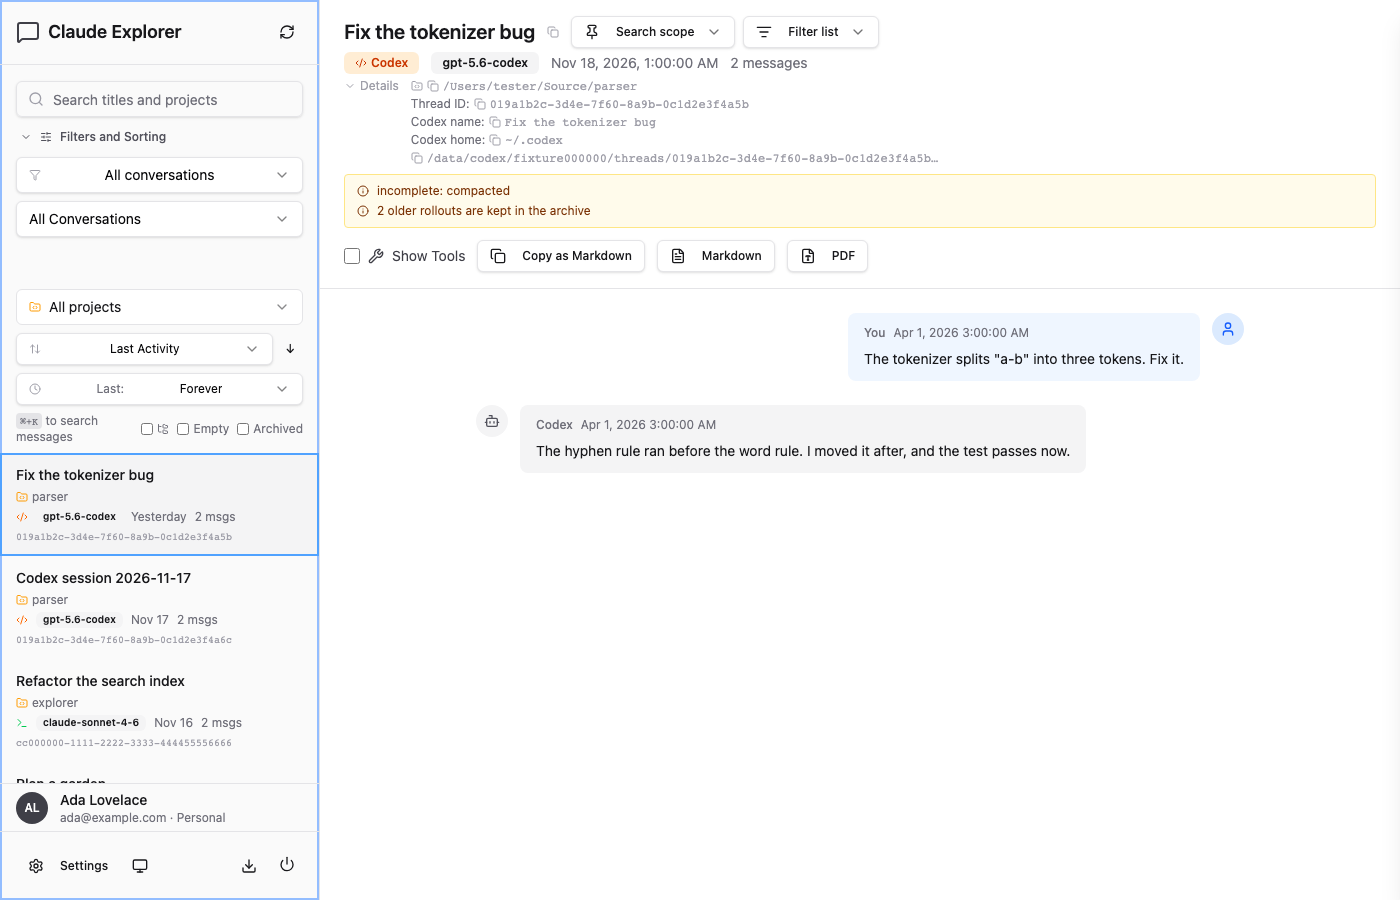 Claude Explorer
Search titles and projects
Filters and Sorting
All conversations
All Conversations
All projects
Last Activity
Last: Forever
⌘+K to search messages
Empty
Archived
Fix the tokenizer bug
parser
gpt-5.6-codex Yesterday 2 msgs
019a1b2c-3d4e-7f60-8a9b-0c1d2e3f4a5b
Codex session 2026-11-17
parser
gpt-5.6-codex Nov 17 2 msgs
019a1b2c-3d4e-7f60-8a9b-0c1d2e3f4a6c
Refactor the search index
explorer
claude-sonnet-4-6 Nov 16 2 msgs
cc000000-1111-2222-3333-444455556666
Plan a garden
AL
Ada Lovelace
ada@example.com · Personal
Settings
Fix the tokenizer bug
Search scope
Filter list
Codex gpt-5.6-codex Nov 18, 2026, 1:00:00 AM 2 messages
Details /Users/tester/Source/parser
Thread ID: 019a1b2c-3d4e-7f60-8a9b-0c1d2e3f4a5b
Codex name: Fix the tokenizer bug
Codex home: ~/.codex
/data/codex/fixture000000/threads/019a1b2c-3d4e-7f60-8a9b-0c1d2e3f4a5b…
incomplete: compacted
2 older rollouts are kept in the archive
Show Tools
Copy as Markdown
Markdown
PDF
You Apr 1, 2026 3:00:00 AM
The tokenizer splits "a-b" into three tokens. Fix it.
Codex Apr 1, 2026 3:00:00 AM
The hyphen rule ran before the word rule. I moved it after, and the test passes now.